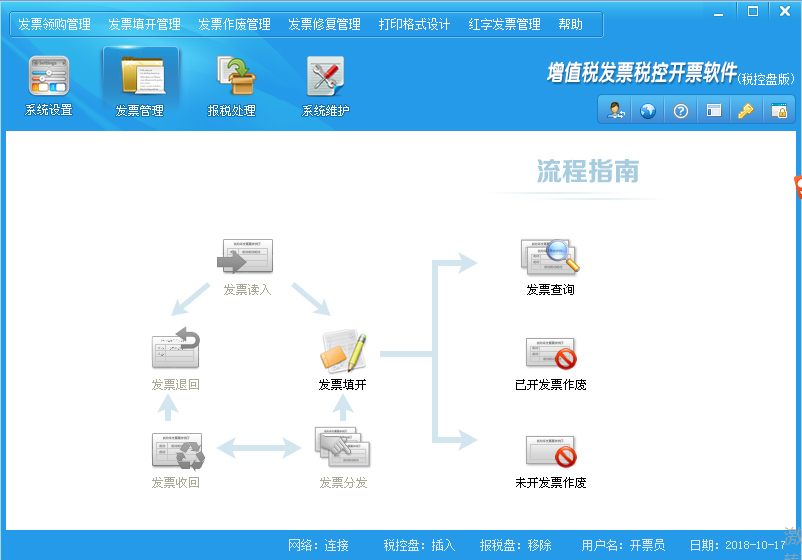 发票领购管理 发票填开管理 发票作废管理 发票修复管理 打印格式设计 红字发票管理 帮助
系统设置 发票管理 报税处理 系统维护
增值税发票税控开票软件(税控盘版)
流程指南
发票读入
发票查询
发票退回 发票填开 已开发票作废
发票收回 发票分发 未开发票作废
网络：连接 税控盘：插入 报税盘：移除 用户名：开票员 日期：2018-10-17
激